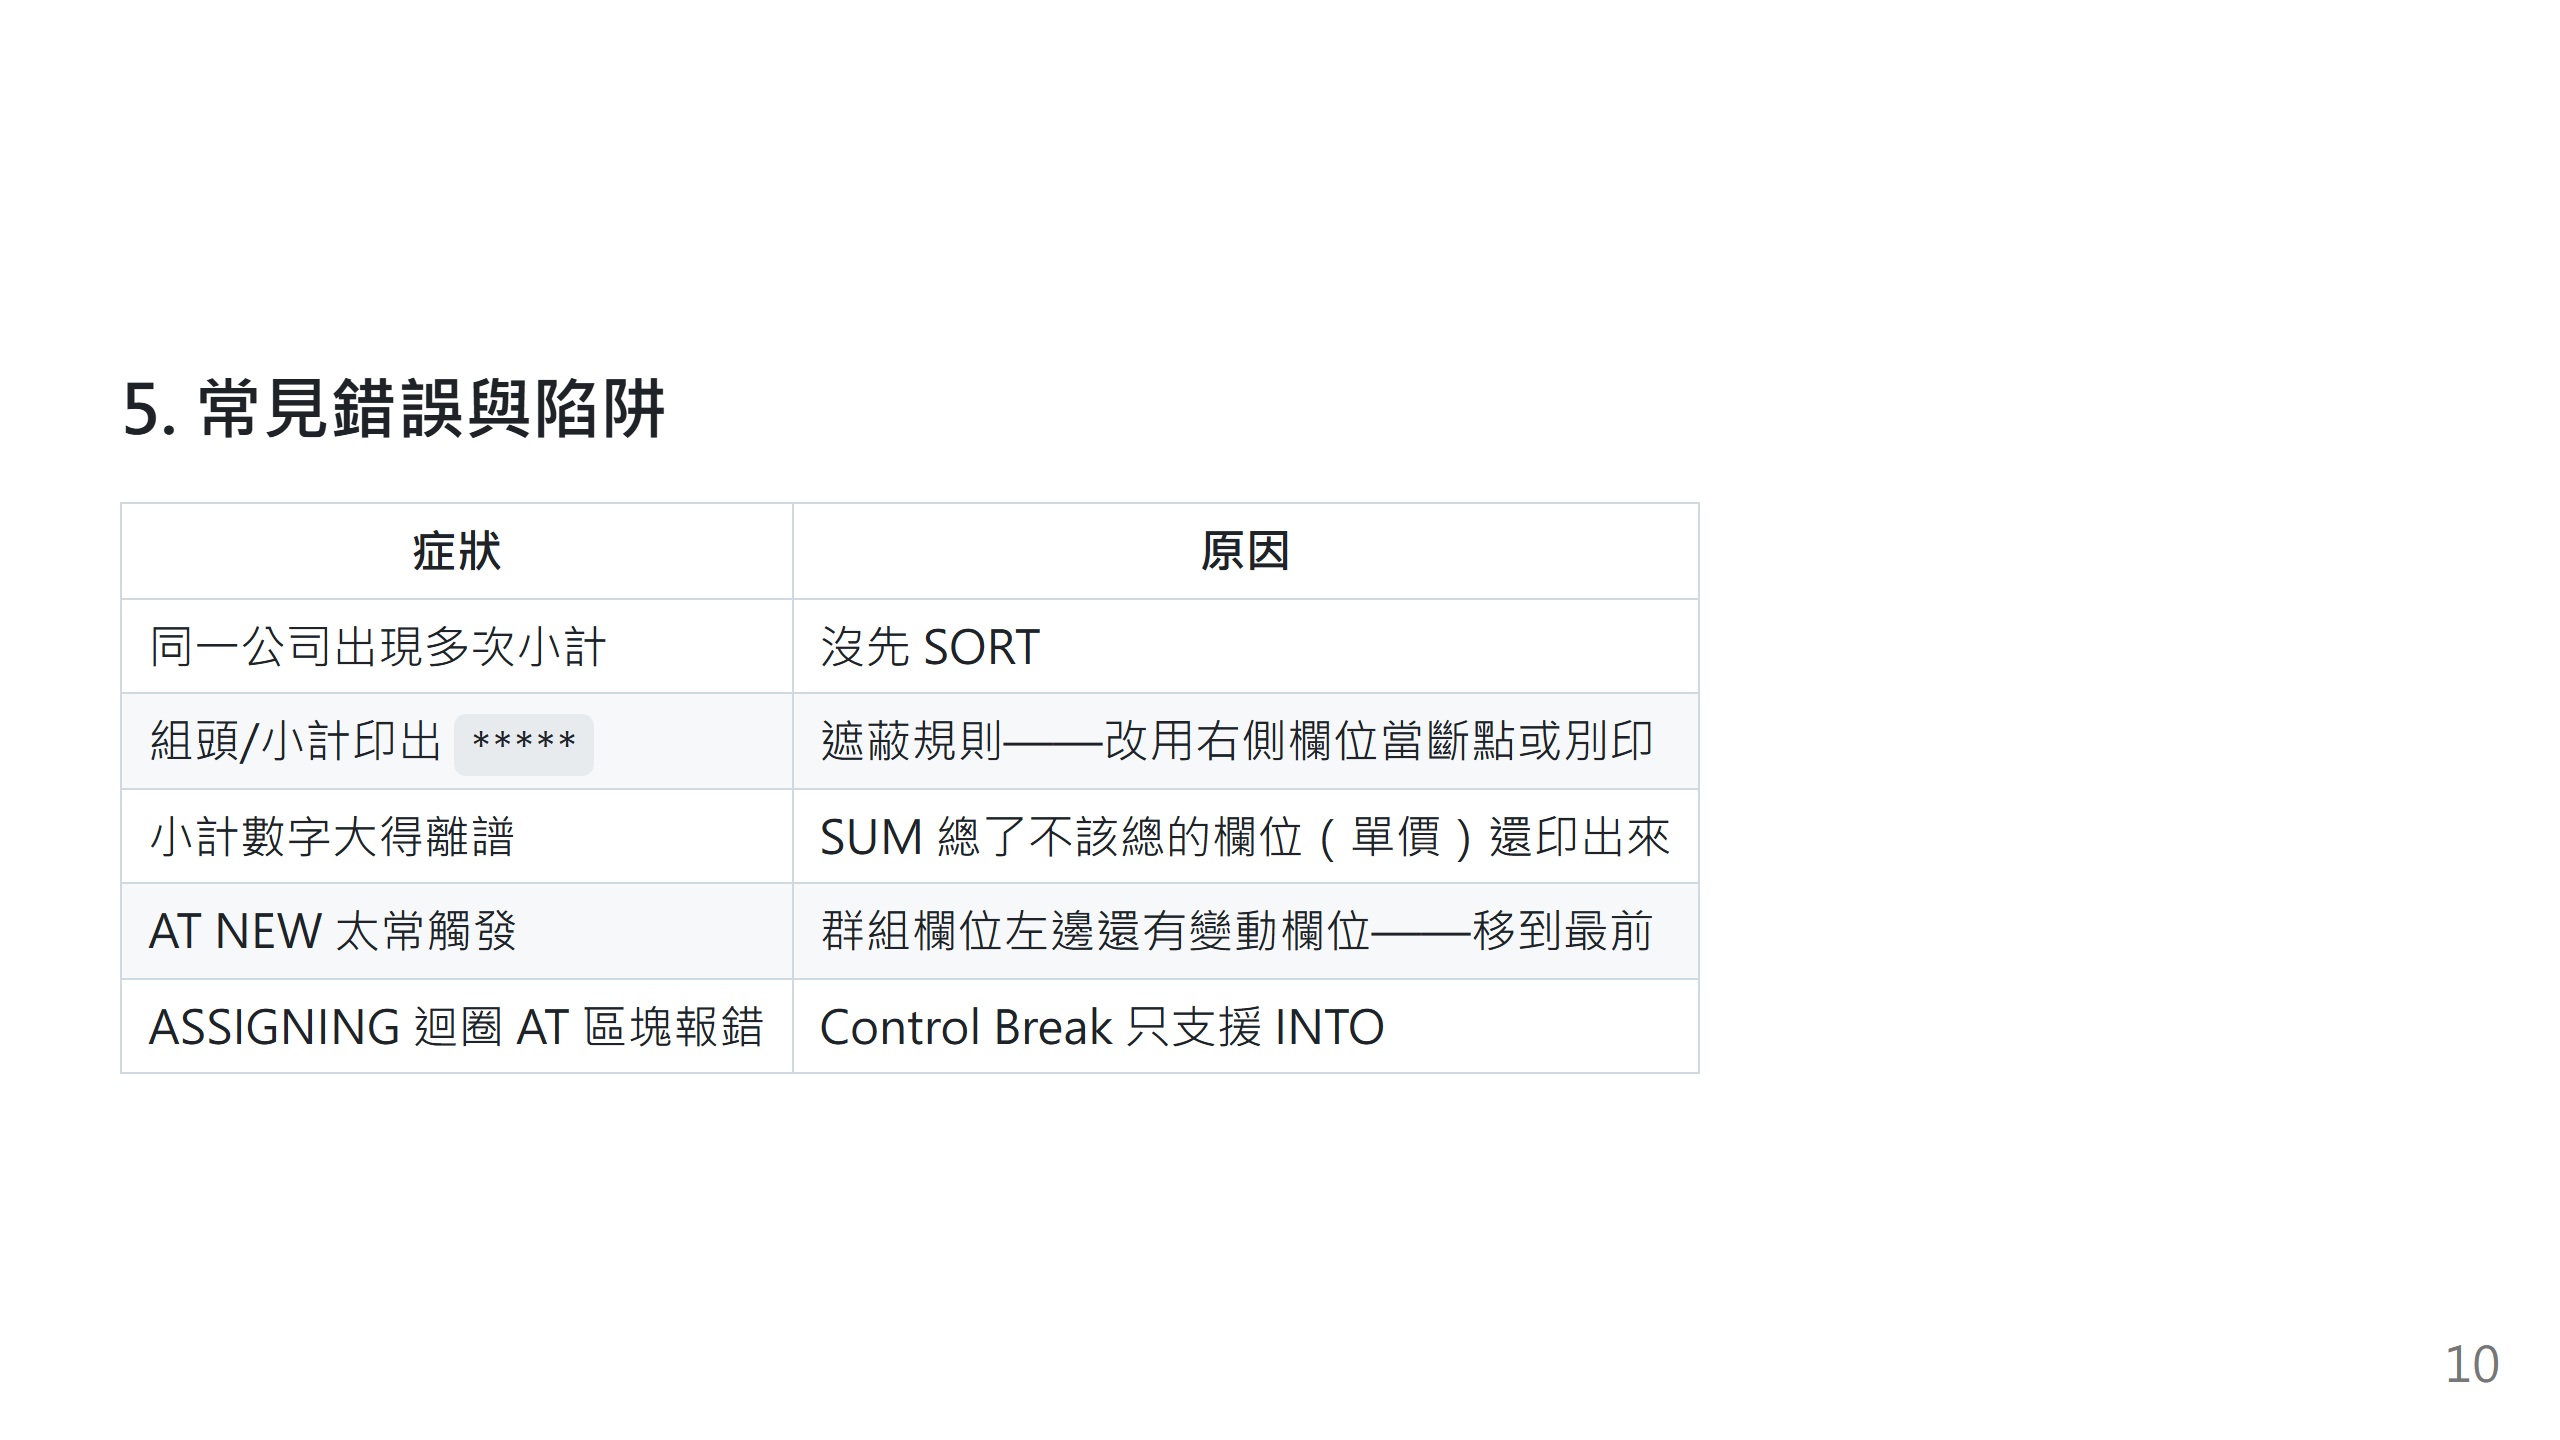 5. 常見錯誤與陷阱
症狀 原因
同一公司出現多次小計 沒先 SORT
組頭/小計印出 ***** 遮蔽規則——改用右側欄位當斷點或別印
小計數字大得離譜 SUM 總了不該總的欄位（單價）還印出來
AT NEW 太常觸發 群組欄位左邊還有變動欄位——移到最前
ASSIGNING 迴圈 AT 區塊報錯 Control Break 只支援 INTO
10